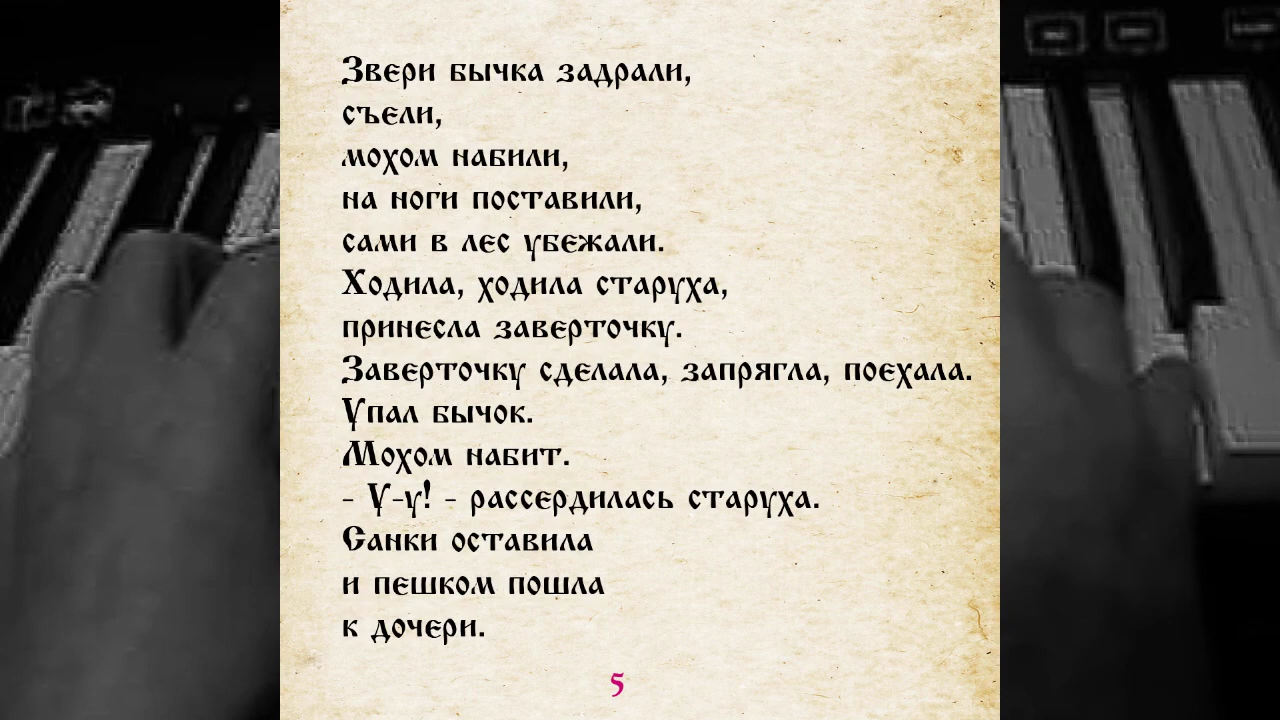 Звери бычка задрали,
съели,
мохом набили,
на ноги поставили,
сами в лес убежали.
Ходила, ходила старуха,
принесла заверточку.
Заверточку сделала, запрягла, поехала.
Упал бычок.
Мохом набит.
- У-у! - рассердилась старуха.
Санки оставила
и пешком пошла
к дочери.
5